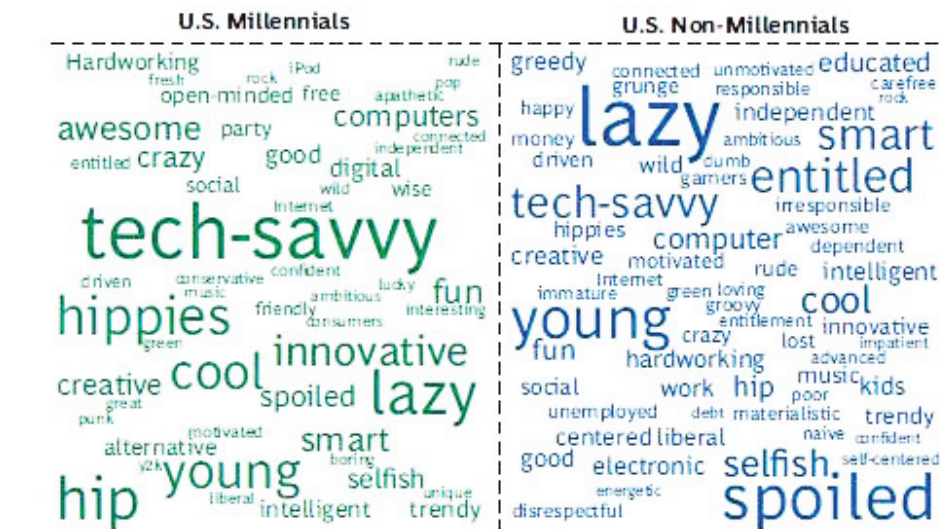 U.S. Millennials
Hardworking
fresh
rock
iPod
rude
open-minded
free
apathetic
pop
awesome
party
computers
connected
independent
entitled
crazy
good
digital
social
wild
wise
Internet
tech-savvy
driven
conservative
confident
music
lucky
ambitious
fun
hippies
friendly
interesting
consumers
green
innovative
creative
cool
spoiled
lazy
great
punk
motivated
smart
alternative
boring
y2k
young
selfish
hip
liberal
intelligent
unique
trendy
U.S. Non-Millennials
greedy
connected
unmotivated
educated
grunge
responsible
carefree
rock
happy
lazy
independent
money
ambitious
smart
driven
wild
dumb
gamers
entitled
tech-savvy
irresponsible
hippies
computer
awesome
dependent
creative
motivated
rude
intelligent
Internet
immature
green
loving
groovy
cool
young
entitlement
innovative
crazy
lost
impatient
fun
hardworking
advanced
social
work
hip
music
poor
kids
unemployed
debt
materialistic
trendy
centered
liberal
naive
confident
good
electronic
selfish.
self-centered
energetic
spoiled
disrespectful